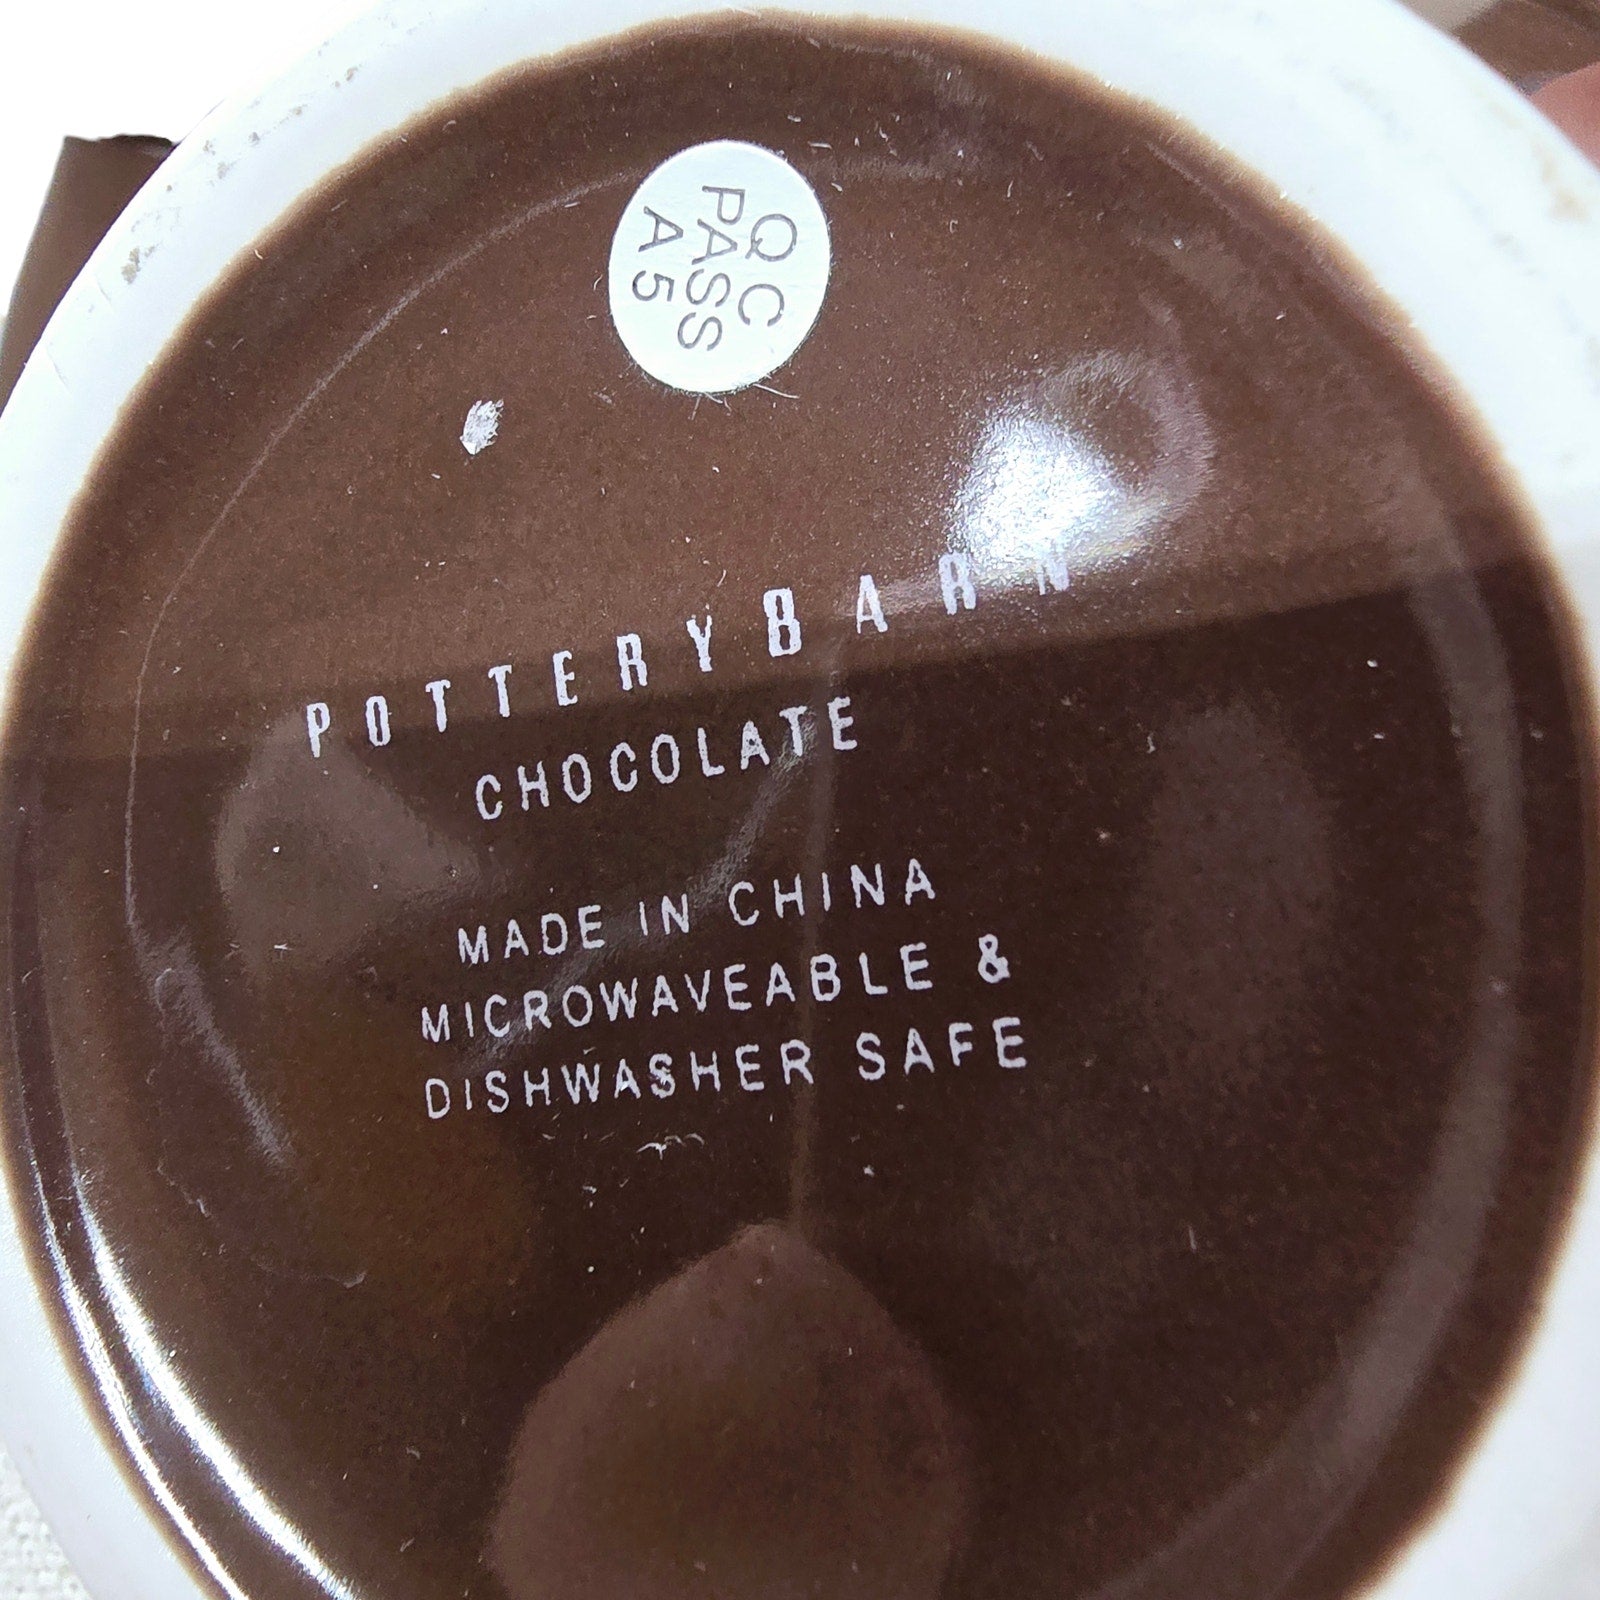 QC
PASS
A5
POTTERYBARN
CHOCOLATE
MADE IN CHINA
MICROWAVEABLE &
DISHWASHER SAFE